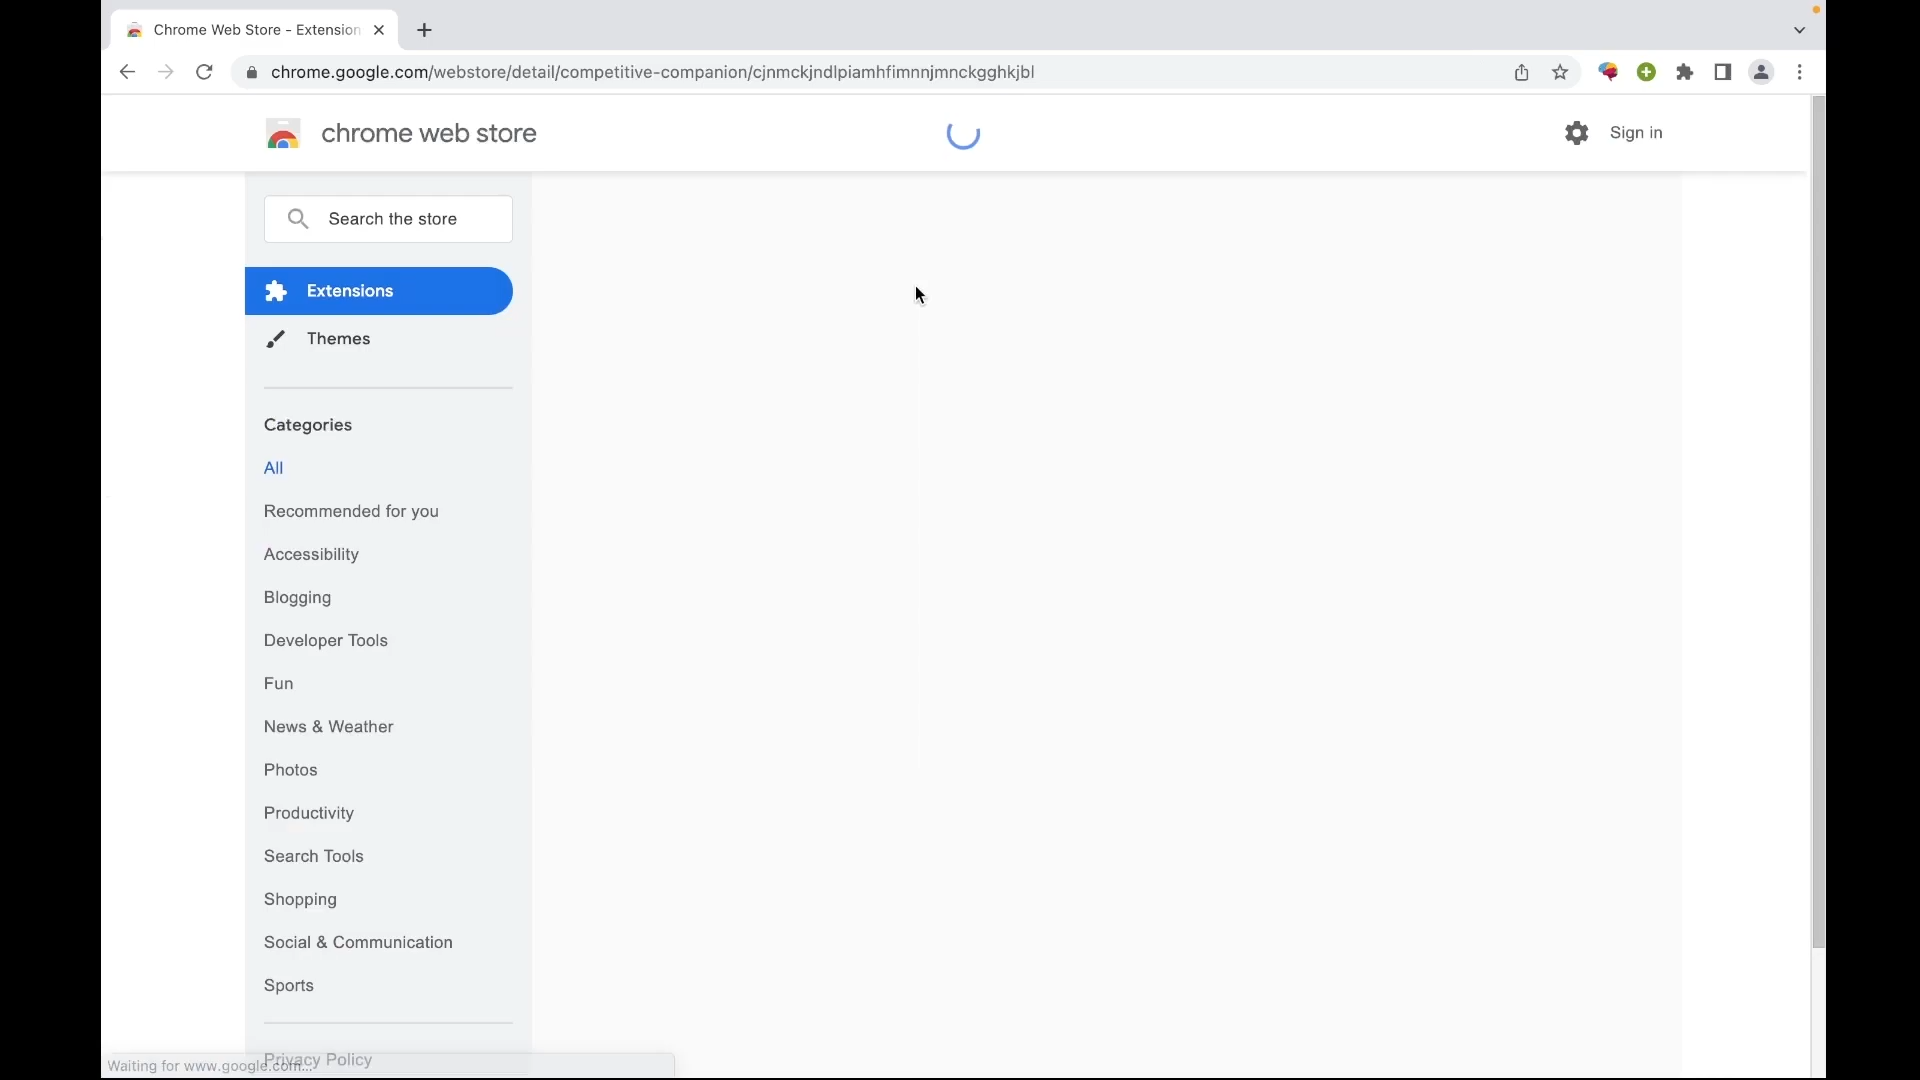 Chrome Web Store - Extension
chrome.google.com/webstore/detail/competitive-companion/cjnmckjndlpiamhfimnnjmnckgghkjbl
chrome web store
Sign in
Search the store
Extensions
Themes
Categories
All
Recommended for you
Accessibility
Blogging
Developer Tools
Fun
News & Weather
Photos
Productivity
Search Tools
Shopping
Social & Communication
Sports
Privacy Policy
Waiting for www.google.com...